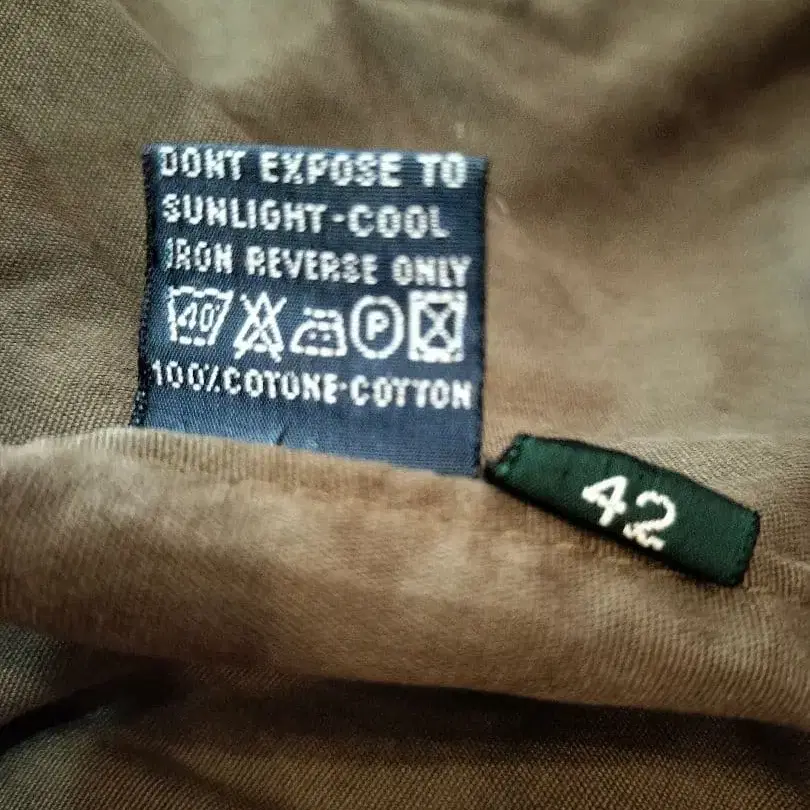 DONT EXPOSE TO
SUNLIGHT-COOL
IRON REVERSE ONLY
40° P
100%COTONE-COTTON
42